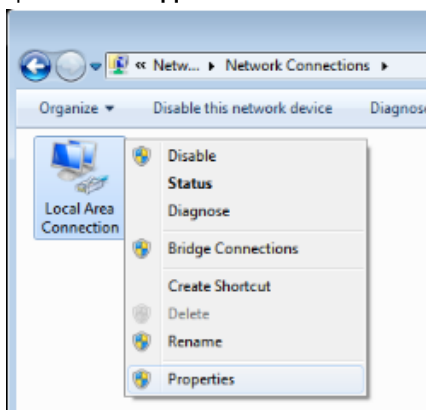 « Netw... ▸ Network Connections ▸
Organize ▾ Disable this network device Diagnose
Local Area
Connection
Disable
Status
Diagnose
Bridge Connections
Create Shortcut
Delete
Rename
Properties